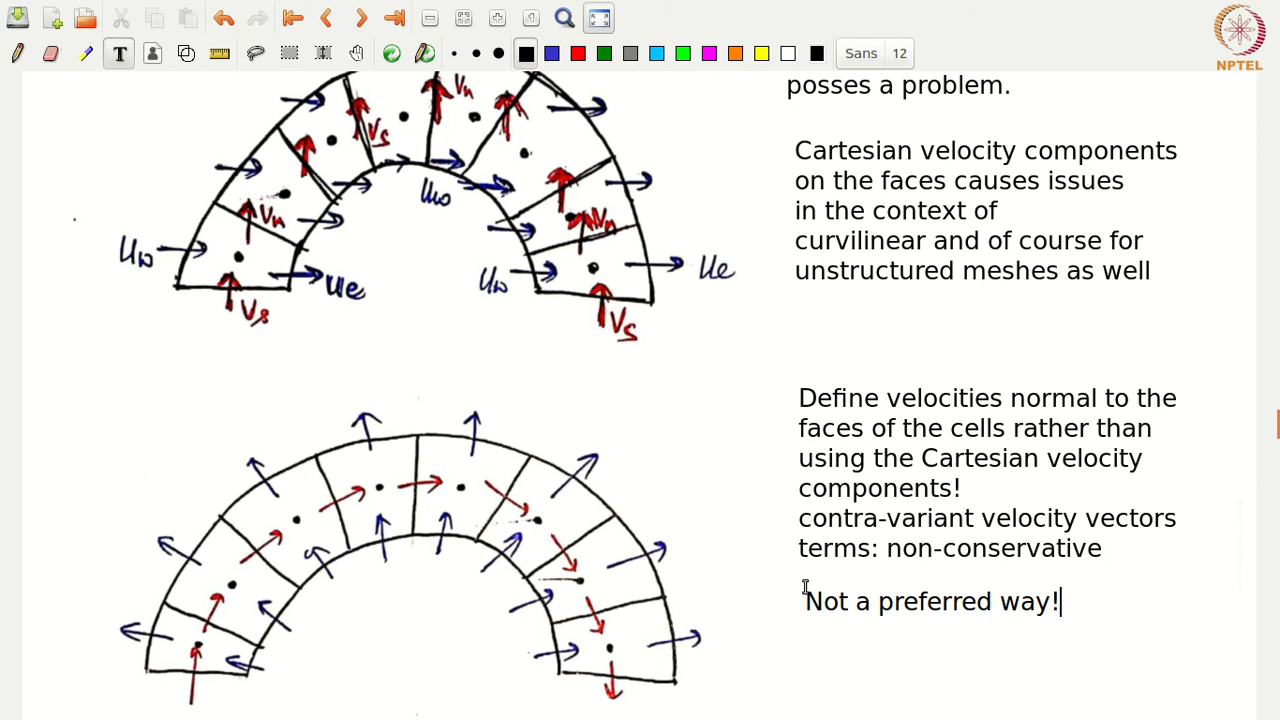 Sans 12
NPTEL
posses a problem.
Cartesian velocity components
on the faces causes issues
in the context of
curvilinear and of course for
unstructured meshes as well
Vn
Vs
Uw
Vn
Vn
Uw
Ue
Uw
Ue
Vs
Vs
Define velocities normal to the
faces of the cells rather than
using the Cartesian velocity
components!
contra-variant velocity vectors
terms: non-conservative
Not a preferred way!